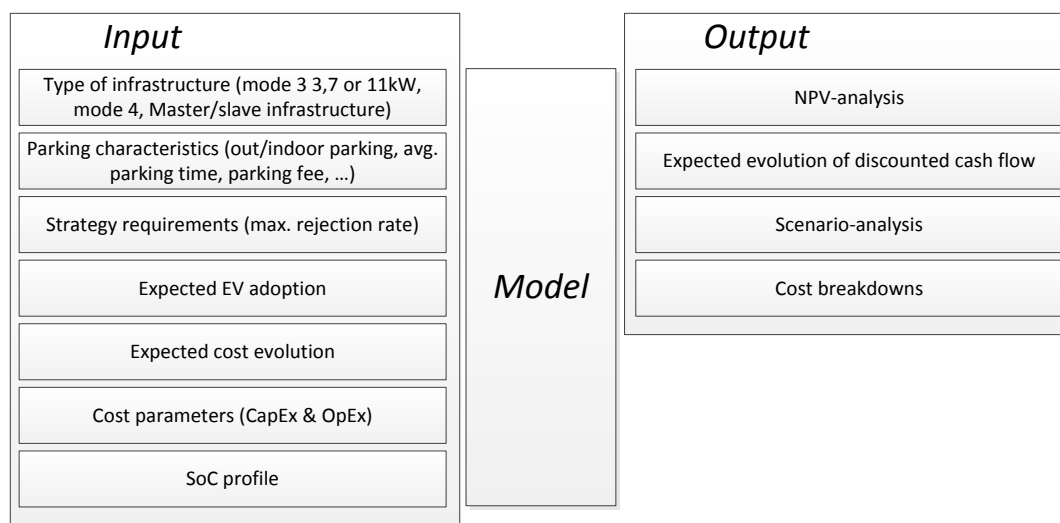 Input
Type of infrastructure (mode 3 3,7 or 11kW,
mode 4, Master/slave infrastructure)
Parking characteristics (out/indoor parking, avg.
parking time, parking fee, …)
Strategy requirements (max. rejection rate)
Expected EV adoption
Expected cost evolution
Cost parameters (CapEx & OpEx)
SoC profile
Model
Output
NPV-analysis
Expected evolution of discounted cash flow
Scenario-analysis
Cost breakdowns